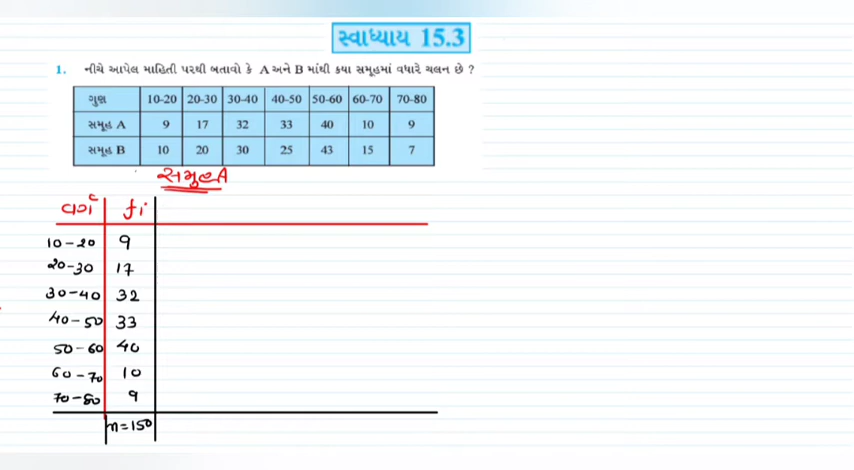 સ્વાધ્યાય 15.3
1. નીચે આપેલ માહિતી પરથી બતાવો કે A અને B માંથી કયા સમૂહમાં વધારે ચલન છે ?
ગુણ 10-20 20-30 30-40 40-50 50-60 60-70 70-80
સમૂહ A 9 17 32 33 40 10 9
સમૂહ B 10 20 30 25 43 15 7
સમુહ A
વર્ગ fi
10-20 9
20-30 17
30-40 32
40-50 33
50-60 40
60-70 10
70-80 9
n=150